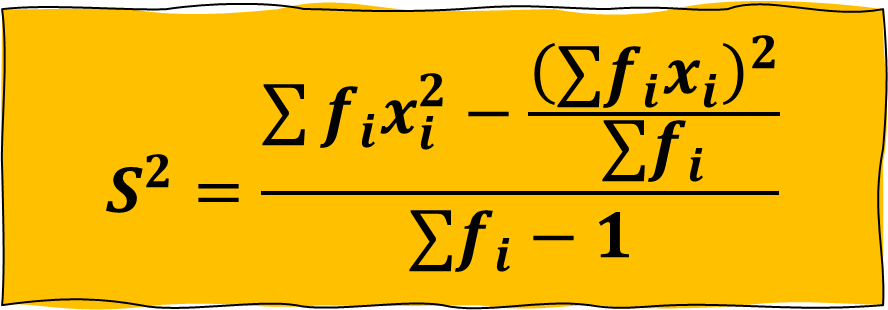 S² = (∑ fᵢxᵢ² − (∑fᵢxᵢ)² / ∑fᵢ) / (∑fᵢ − 1)